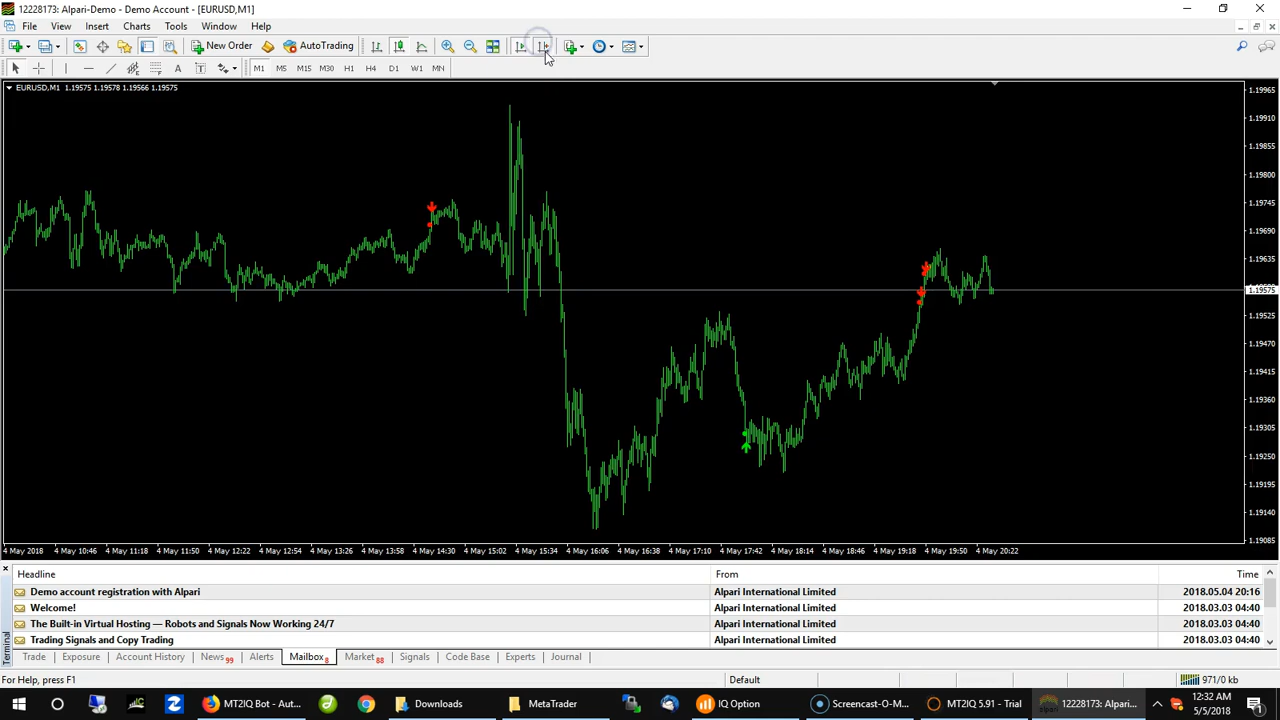 12228173: Alpari-Demo - Demo Account - [EURUSD,M1]
File View Insert Charts Tools Window Help
New Order AutoTrading
A T M1 M5 M15 M30 H1 H4 D1 W1 MN
EURUSD,M1 1.19575 1.19578 1.19566 1.19575
1.19965
1.19910
1.19855
1.19800
1.19745
1.19690
1.19635
1.19575
1.19525
1.19470
1.19415
1.19360
1.19305
1.19250
1.19195
1.19140
1.19085
4 May 2018 4 May 10:46 4 May 11:18 4 May 11:50 4 May 12:22 4 May 12:54 4 May 13:26 4 May 13:58 4 May 14:30 4 May 15:02 4 May 15:34 4 May 16:06 4 May 16:38 4 May 17:10 4 May 17:42 4 May 18:14 4 May 18:46 4 May 19:18 4 May 19:50 4 May 20:22
Headline From Time
Demo account registration with Alpari Alpari International Limited 2018.05.04 20:16
Welcome! Alpari International Limited 2018.03.03 04:40
The Built-in Virtual Hosting — Robots and Signals Now Working 24/7 Alpari International Limited 2018.03.03 04:40
Trading Signals and Copy Trading Alpari International Limited 2018.03.03 04:40
Terminal
Trade Exposure Account History News 99 Alerts Mailbox 8 Market 88 Signals Code Base Experts Journal
For Help, press F1 Default 971/0 kb
MT2IQ Bot - Aut... Downloads MetaTrader IQ Option Screencast-O-M... MT2IQ 5.91 - Trial alpari 12228173: Alpari... 12:32 AM
5/5/2018